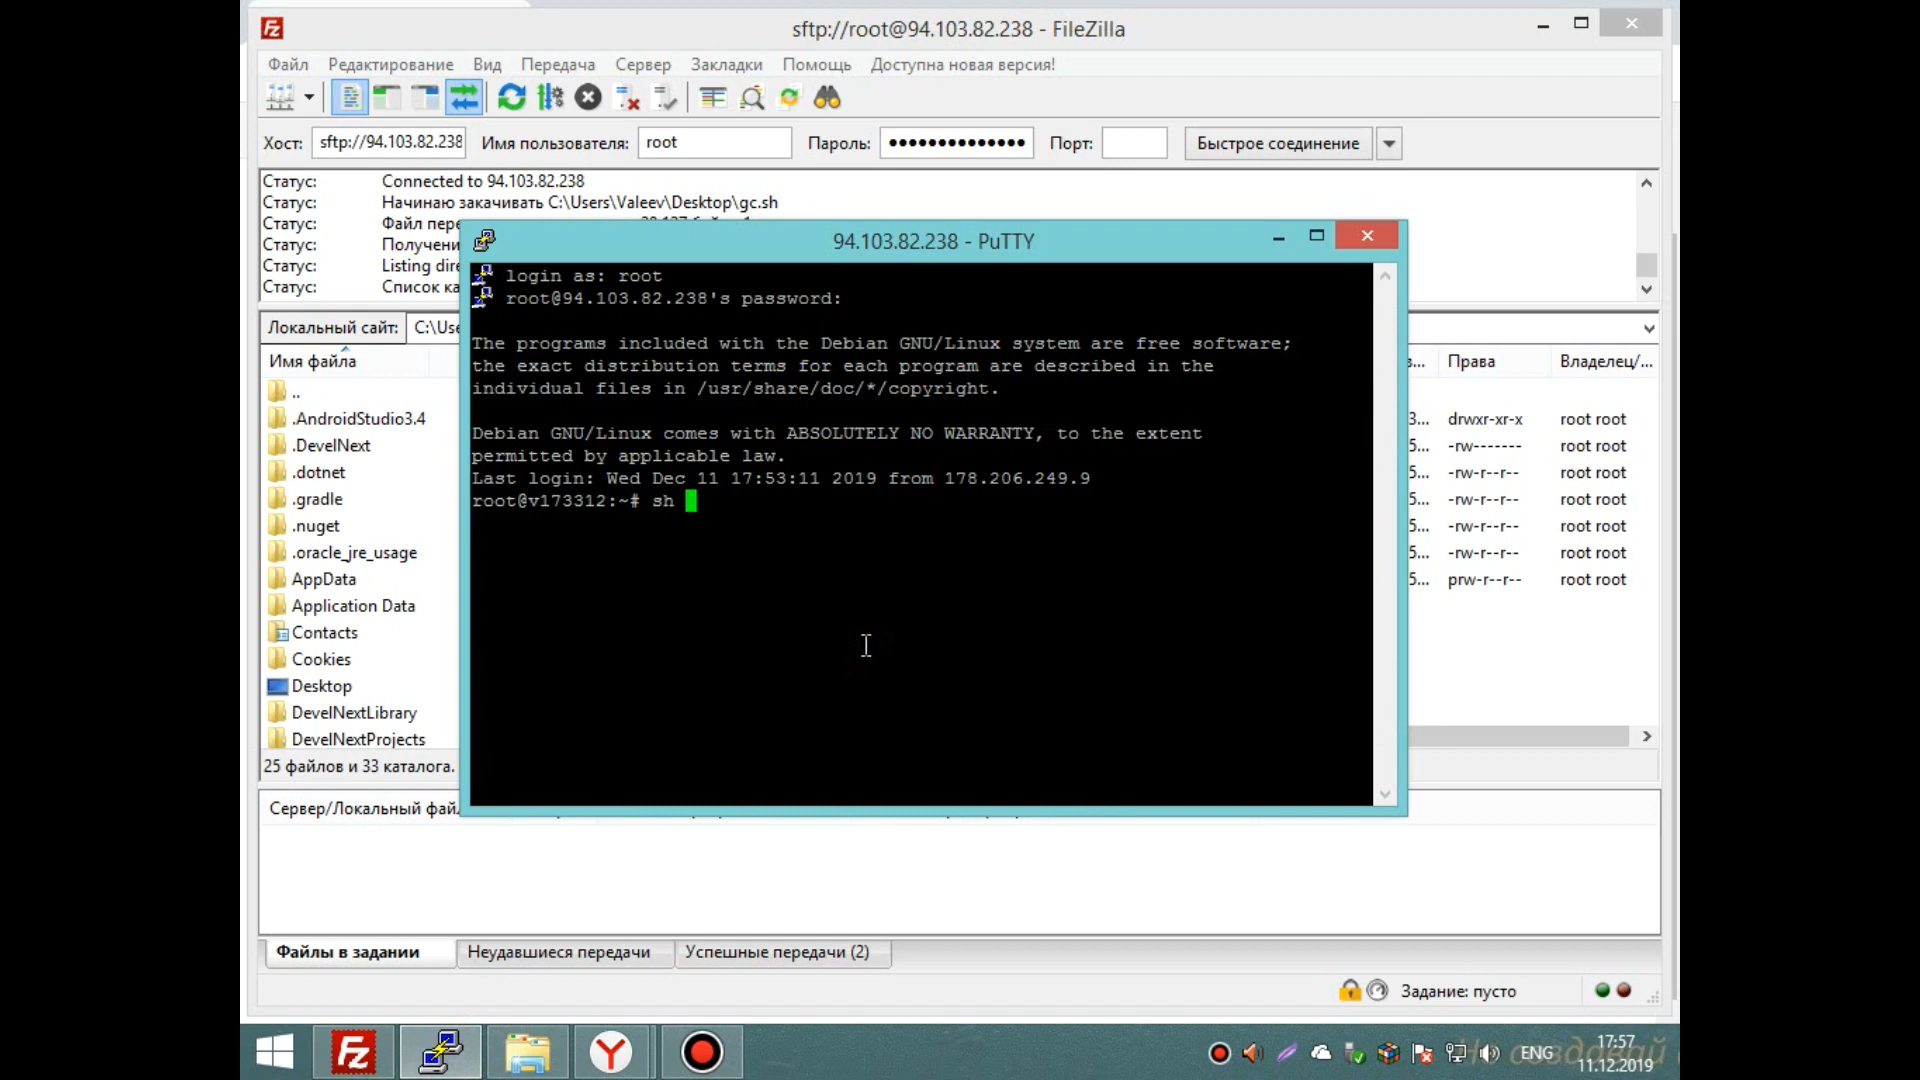 sftp://root@94.103.82.238 - FileZilla
Файл Редактирование Вид Передача Сервер Закладки Помощь Доступна новая версия!
Хост: sftp://94.103.82.238 Имя пользователя: root Пароль: ●●●●●●●●●●●●●● Порт: Быстрое соединение
Статус: Connected to 94.103.82.238
Статус: Начинаю закачивать C:\Users\Valeev\Desktop\gc.sh
Статус: Файл пере
Статус: Получени
Статус: Listing dire
Статус: Список ка
94.103.82.238 - PuTTY
login as: root
root@94.103.82.238's password:
The programs included with the Debian GNU/Linux system are free software;
the exact distribution terms for each program are described in the
individual files in /usr/share/doc/*/copyright.
Debian GNU/Linux comes with ABSOLUTELY NO WARRANTY, to the extent
permitted by applicable law.
Last login: Wed Dec 11 17:53:11 2019 from 178.206.249.9
root@v173312:~# sh
Локальный сайт: C:\Use
Имя файла
..
.AndroidStudio3.4
.DevelNext
.dotnet
.gradle
.nuget
.oracle_jre_usage
AppData
Application Data
Contacts
Cookies
Desktop
DevelNextLibrary
DevelNextProjects
25 файлов и 33 каталога.
Права Владелец/...
3... drwxr-xr-x root root
5... -rw------- root root
5... -rw-r--r-- root root
5... -rw-r--r-- root root
5... -rw-r--r-- root root
5... -rw-r--r-- root root
5... prw-r--r-- root root
Сервер/Локальный фай
Файлы в задании Неудавшиеся передачи Успешные передачи (2)
Задание: пусто
ENG
17:57
11.12.2019